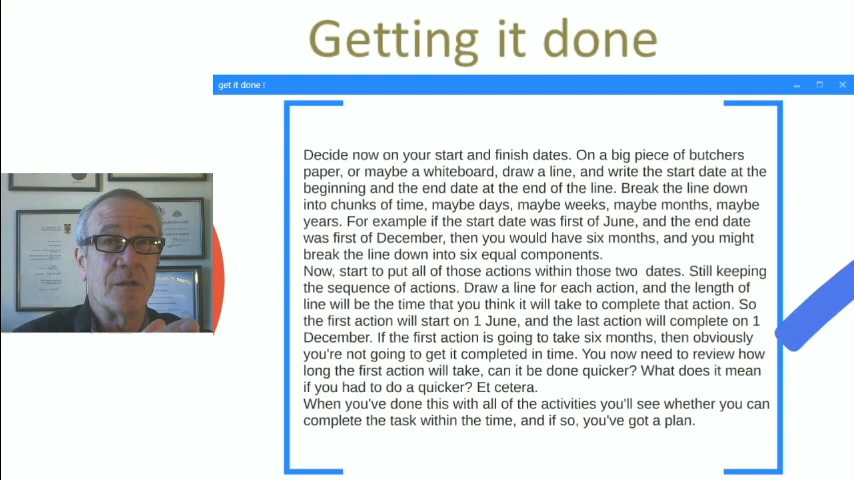 Getting it done
get it done !
Decide now on your start and finish dates. On a big piece of butchers
paper, or maybe a whiteboard, draw a line, and write the start date at the
beginning and the end date at the end of the line. Break the line down
into chunks of time, maybe days, maybe weeks, maybe months, maybe
years. For example if the start date was first of June, and the end date
was first of December, then you would have six months, and you might
break the line down into six equal components.
Now, start to put all of those actions within those two  dates. Still keeping
the sequence of actions. Draw a line for each action, and the length of
line will be the time that you think it will take to complete that action. So
the first action will start on 1 June, and the last action will complete on 1
December. If the first action is going to take six months, then obviously
you're not going to get it completed in time. You now need to review how
long the first action will take, can it be done quicker? What does it mean
if you had to do a quicker? Et cetera.
When you've done this with all of the activities you'll see whether you can
complete the task within the time, and if so, you've got a plan.